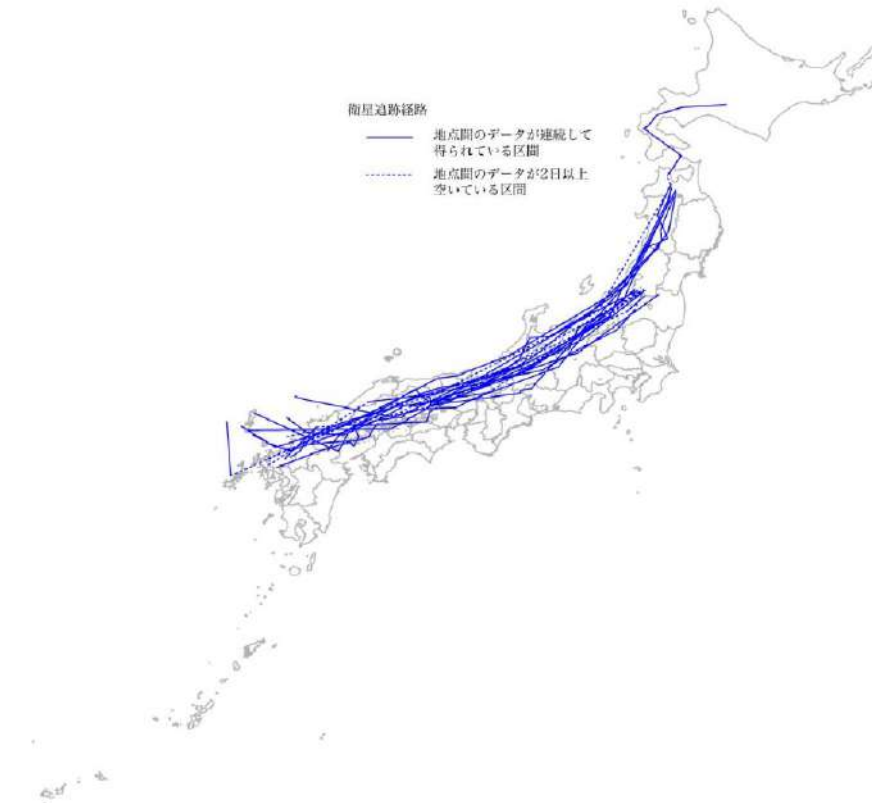 衛星追跡経路
地点間のデータが連続して
得られている区間
地点間のデータが2日以上
空いている区間